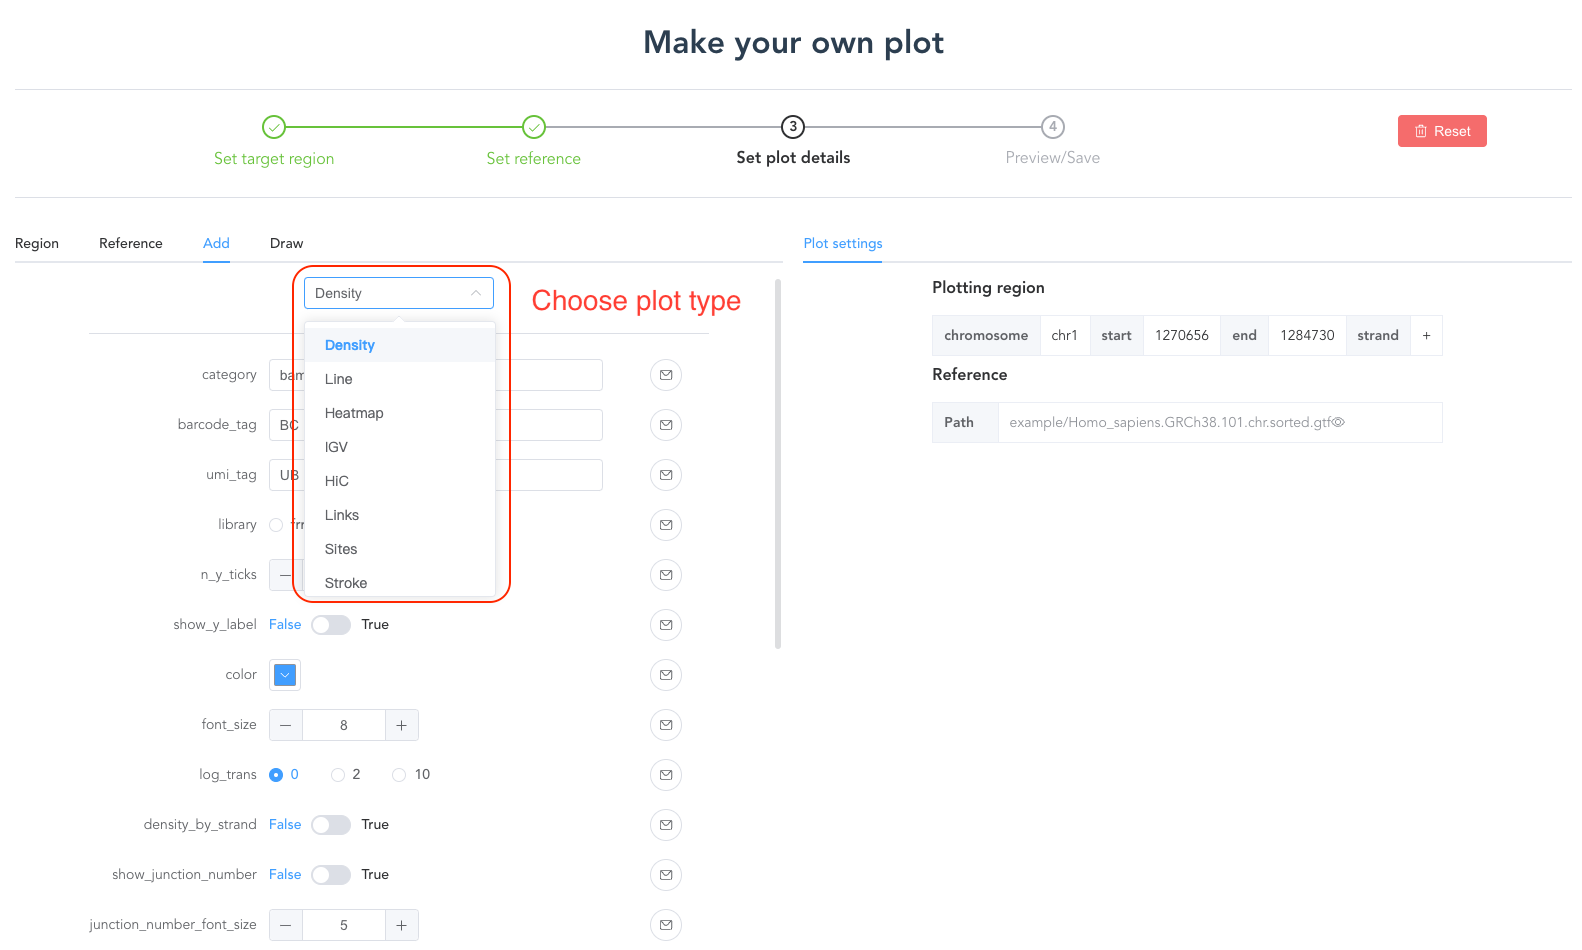 Make your own plot
3
4
Set target region
Set reference
Set plot details
Preview/Save
Reset
Region
Reference
Add
Draw
Plot settings
Density
Choose plot type
Density
Line
Heatmap
IGV
HiC
Links
Sites
Stroke
category
barcode_tag
BC
umi_tag
UB
library
n_y_ticks
show_y_label False True
color
font_size 8
log_trans 0 2 10
density_by_strand False True
show_junction_number False True
junction_number_font_size 5
Plotting region
chromosome chr1 start 1270656 end 1284730 strand +
Reference
Path example/Homo_sapiens.GRCh38.101.chr.sorted.gtf